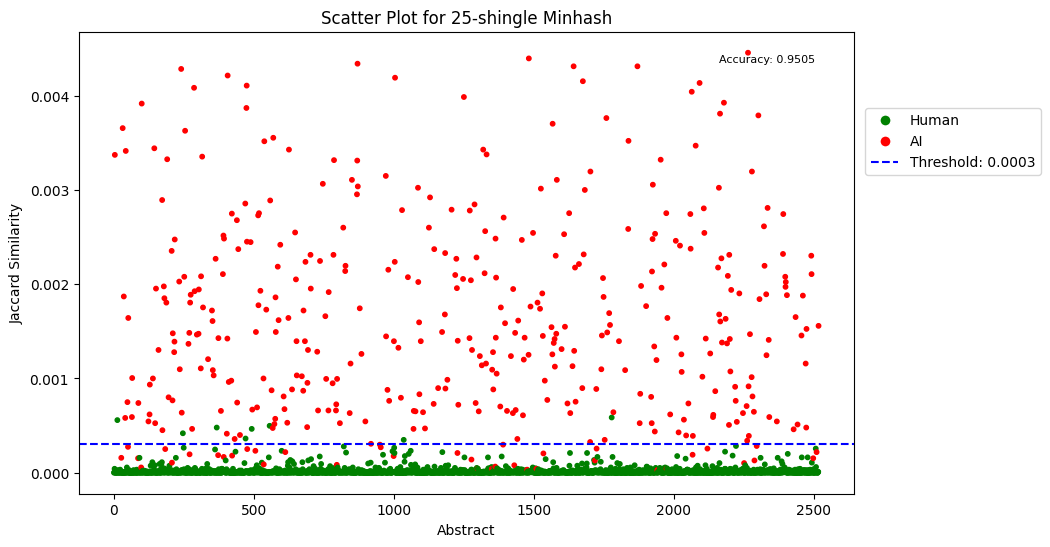 Scatter Plot for 25-shingle Minhash
Accuracy: 0.9505
Human
AI
Threshold: 0.0003
Jaccard Similarity
0.004
0.003
0.002
0.001
0.000
0
500
1000
1500
2000
2500
Abstract